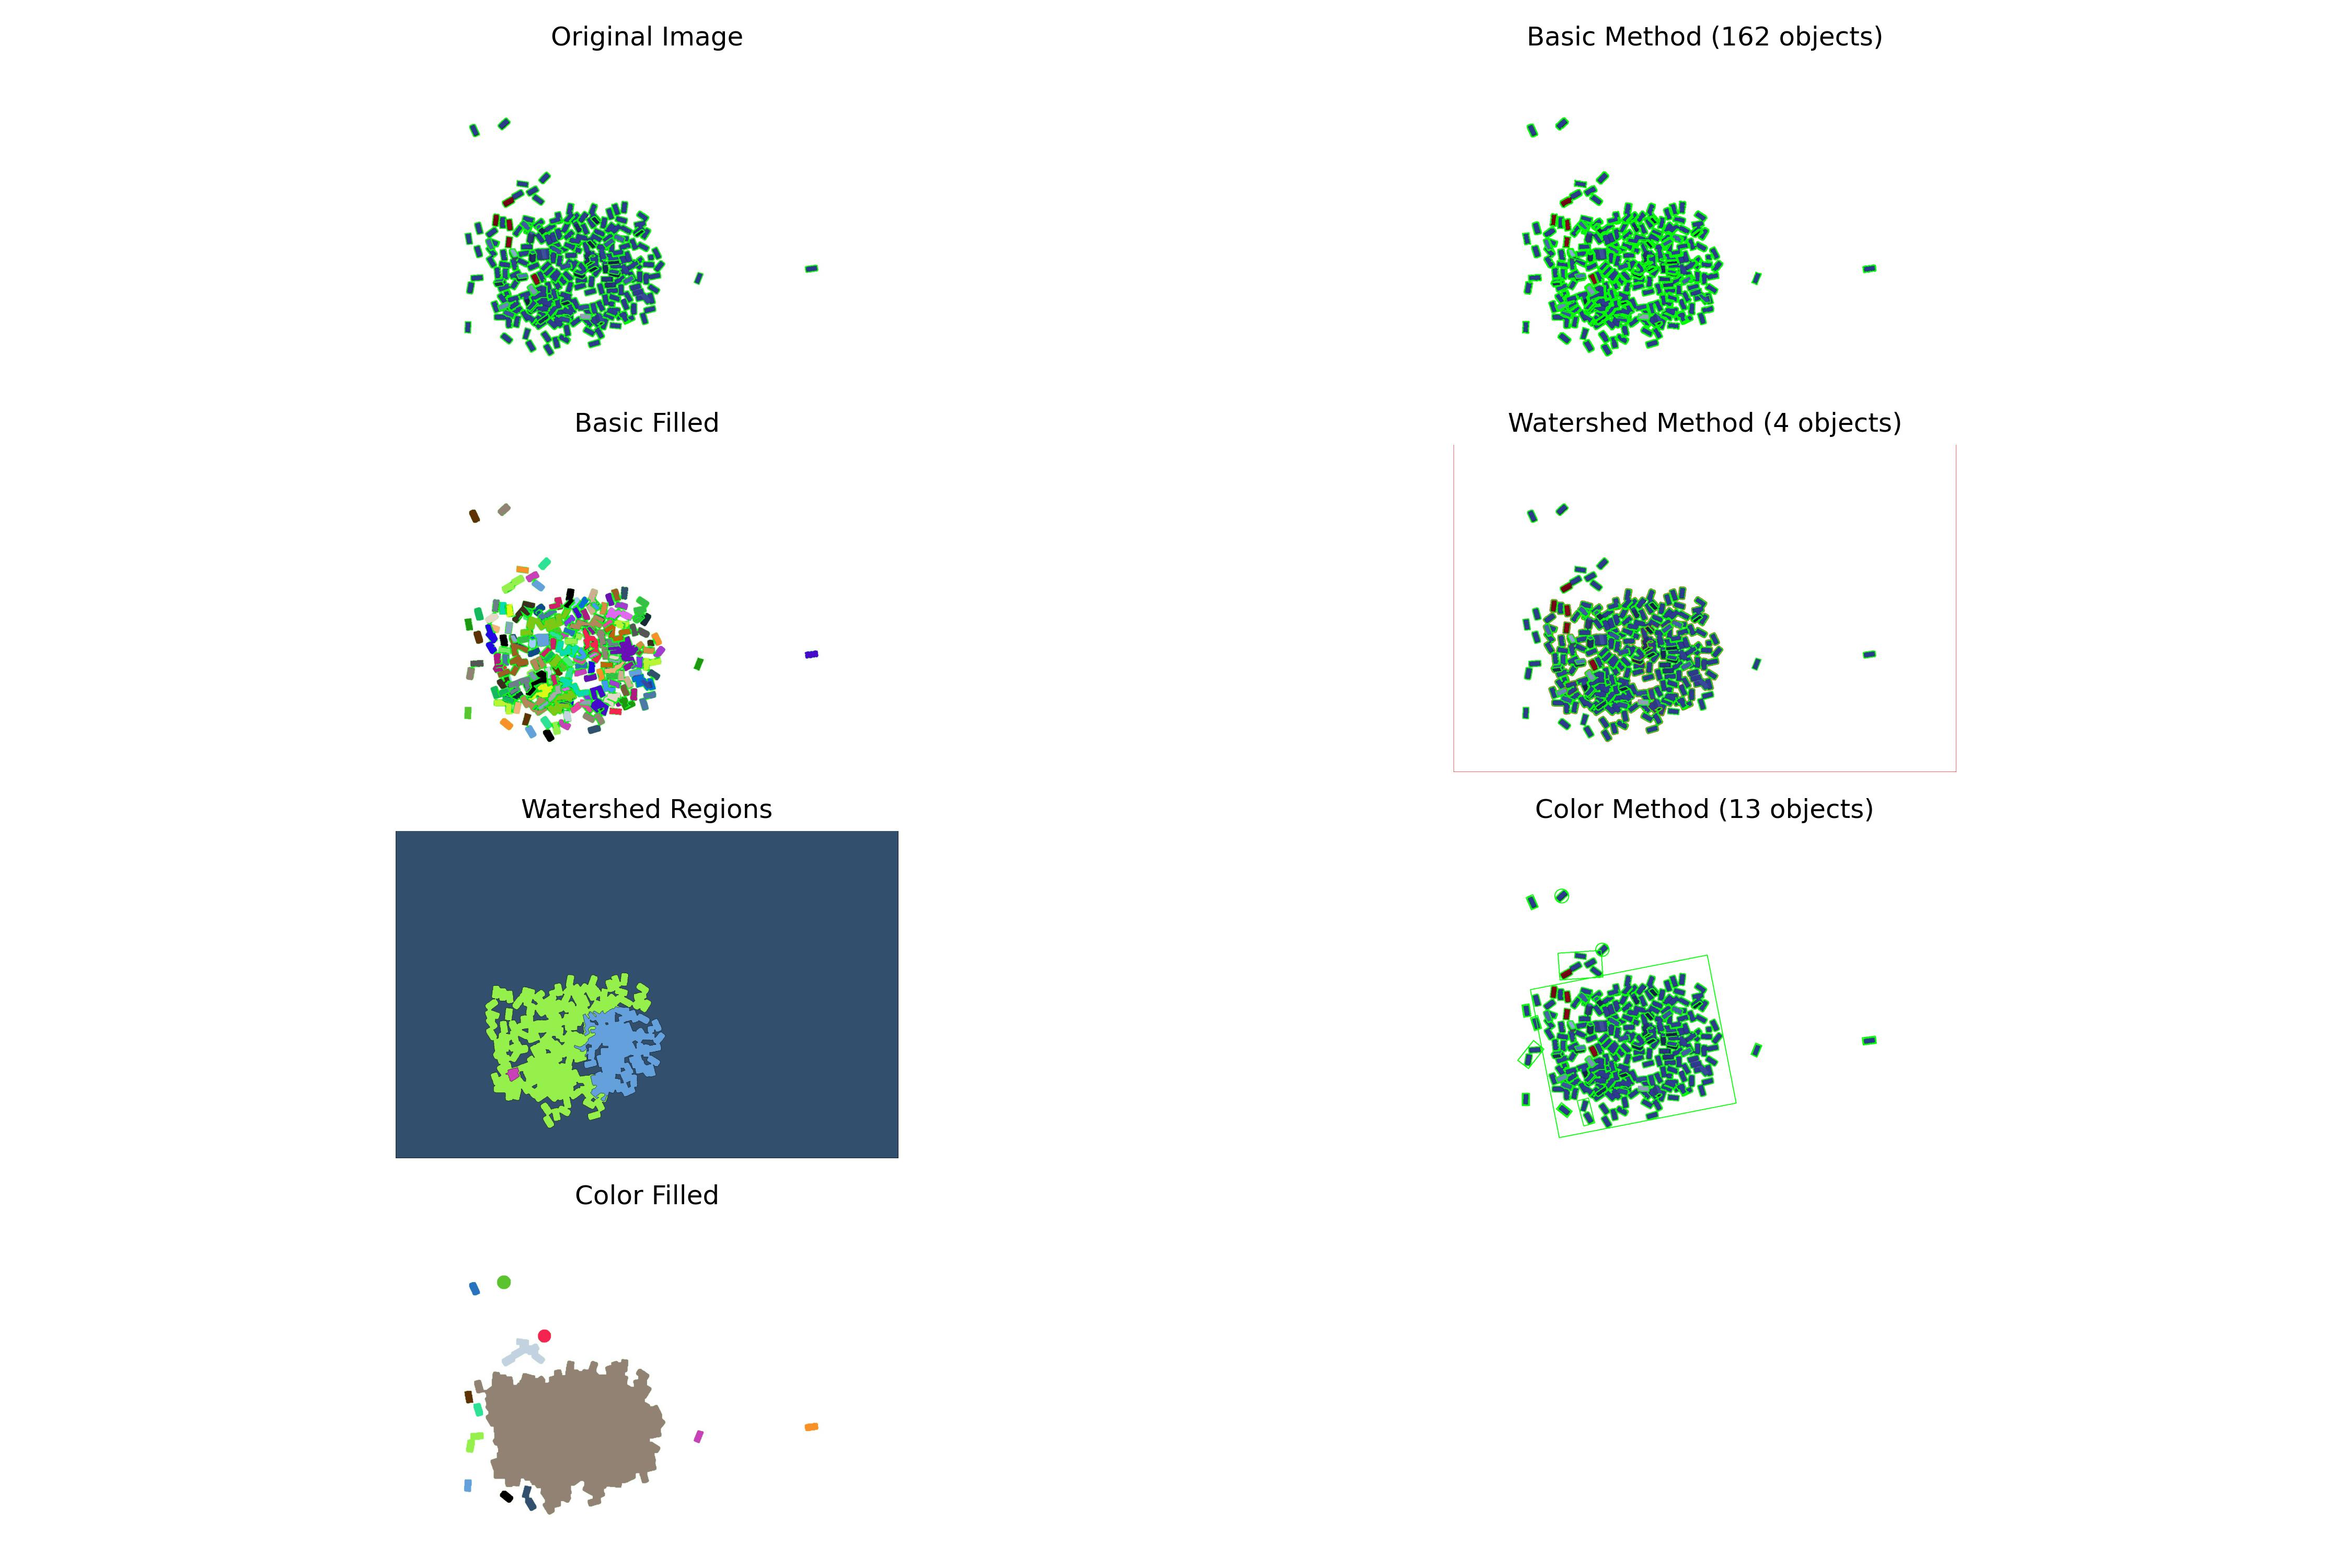 Original Image
Basic Method (162 objects)
Basic Filled
Watershed Method (4 objects)
Watershed Regions
Color Method (13 objects)
Color Filled